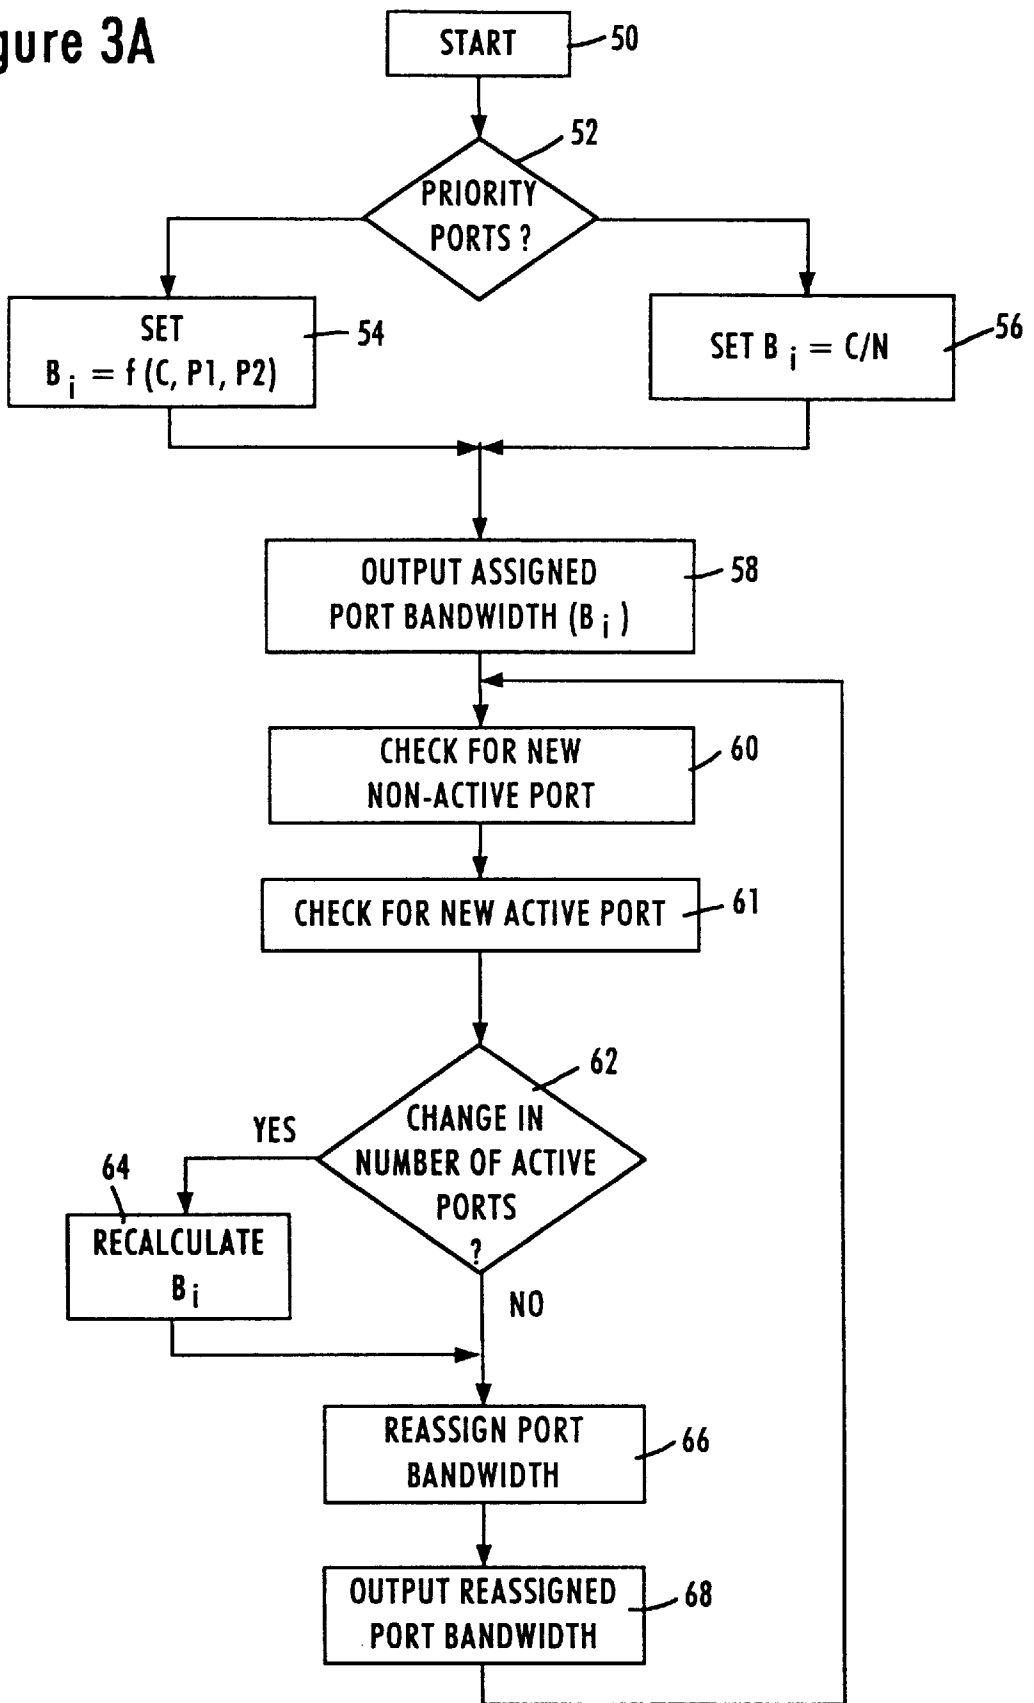 gure 3A
START
50
52
PRIORITY
PORTS ?
SET
B i = f (C, P1, P2)
54
SET B i = C/N
56
OUTPUT ASSIGNED
PORT BANDWIDTH (B i )
58
CHECK FOR NEW
NON-ACTIVE PORT
60
CHECK FOR NEW ACTIVE PORT
61
62
CHANGE IN
NUMBER OF ACTIVE
PORTS
?
YES
64
RECALCULATE
B i
NO
REASSIGN PORT
BANDWIDTH
66
OUTPUT REASSIGNED
PORT BANDWIDTH
68